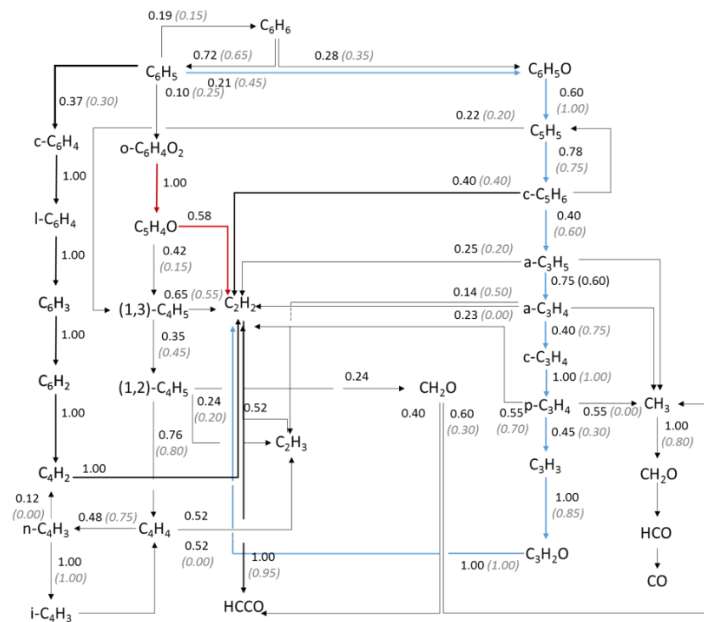 0.19 (0.15)
C6H6
0.72 (0.65)
0.28 (0.35)
C6H5
C6H5O
0.21 (0.45)
0.10 (0.25)
0.37 (0.30)
0.60
(1.00)
0.22 (0.20)
C5H5
c-C6H4
o-C6H4O2
0.78
(0.75)
1.00
1.00
0.40 (0.40)
c-C5H6
l-C6H4
C5H4O
0.58
0.40
(0.60)
1.00
0.42
(0.15)
0.25 (0.20)
a-C3H5
0.75 (0.60)
C6H3
(1,3)-C4H5
0.65 (0.55)
C2H2
0.14 (0.50)
0.23 (0.00)
a-C3H4
1.00
0.35
(0.45)
0.40 (0.75)
c-C3H4
C6H2
(1,2)-C4H5
0.24
CH2O
1.00 (1.00)
0.24
(0.20)
0.52
0.40
0.60
(0.30)
0.55
(0.70)
p-C3H4
0.55 (0.00)
CH3
1.00
0.76
(0.80)
C2H3
0.45 (0.30)
1.00
(0.80)
C4H2
1.00
C3H3
CH2O
0.12
(0.00)
1.00
(0.85)
n-C4H3
0.48 (0.75)
C4H4
0.52
HCO
0.52
(0.00)
1.00
(1.00)
1.00
(0.95)
1.00 (1.00)
C3H2O
CO
i-C4H3
HCCO